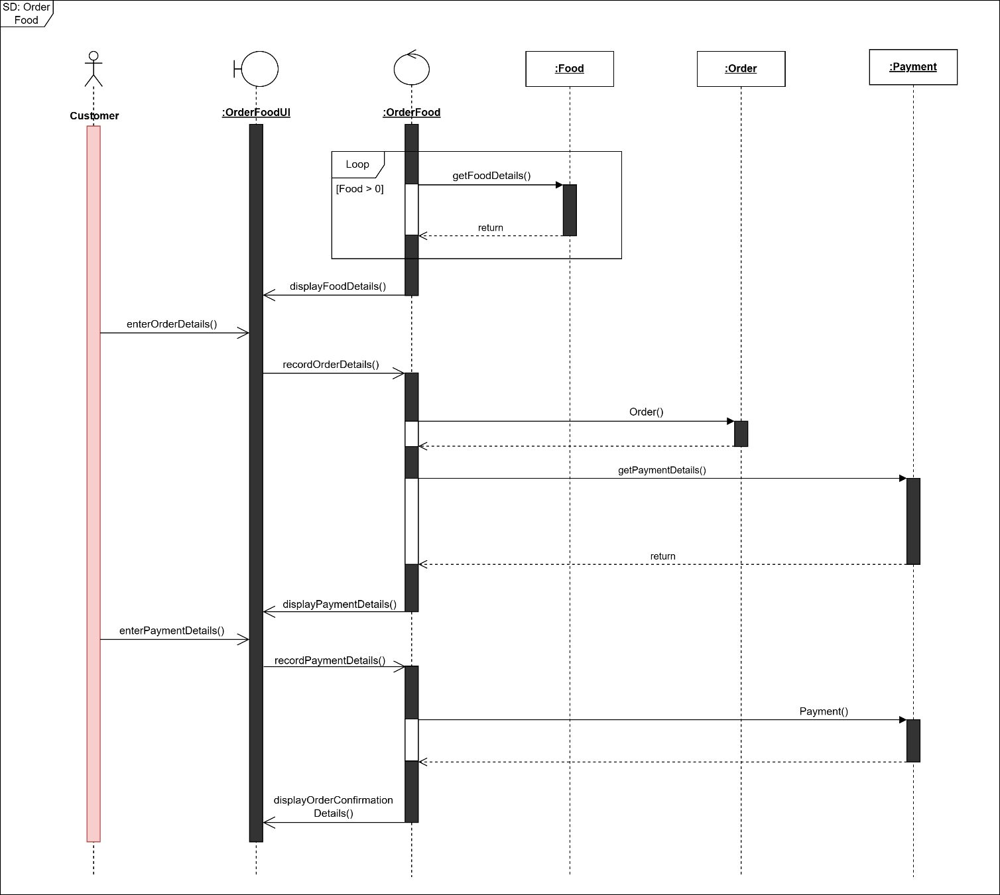 SD: Order
Food
:Food
:Order
:Payment
Customer
:OrderFoodUI
:OrderFood
Loop
[Food > 0]
getFoodDetails()
return
displayFoodDetails()
enterOrderDetails()
recordOrderDetails()
Order()
getPaymentDetails()
return
displayPaymentDetails()
enterPaymentDetails()
recordPaymentDetails()
Payment()
displayOrderConfirmation
Details()